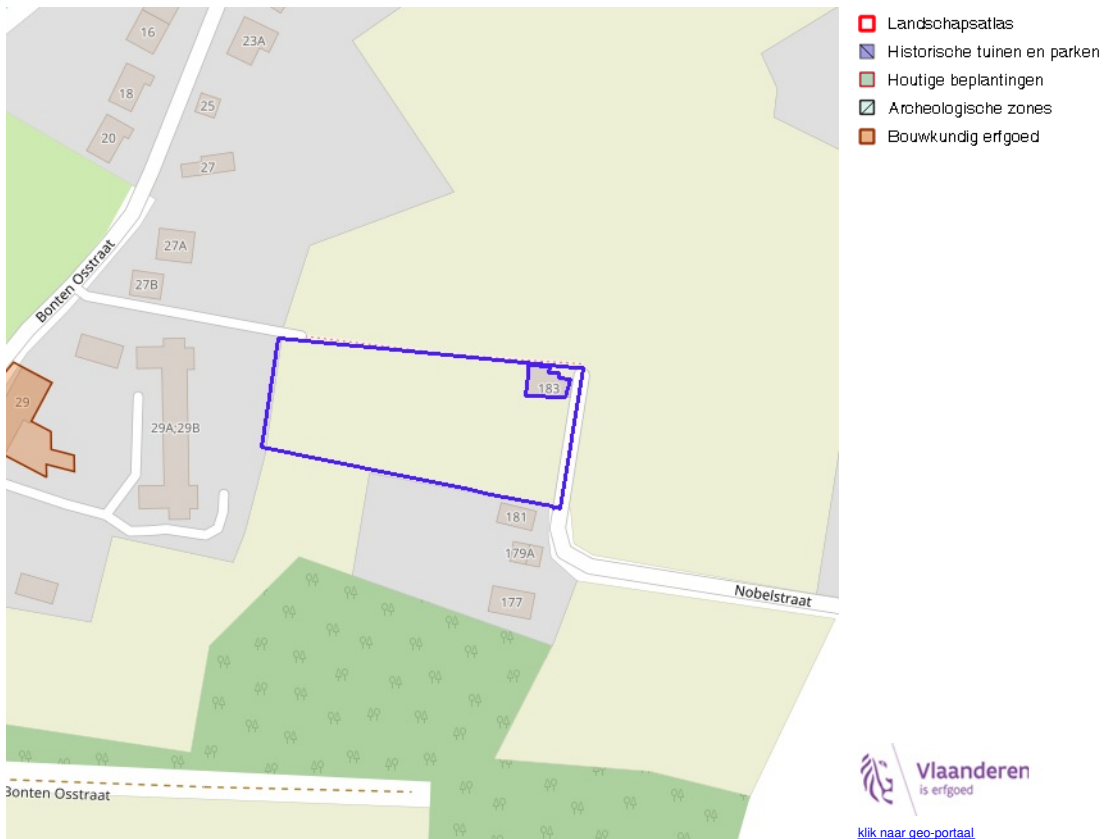 16
23A
18
25
20
27
27A
27B
Bonten Osstraat
29
29A;29B
183
181
179A
177
Nobelstraat
Bonten Osstraat
Landschapsatlas
Historische tuinen en parken
Houtige beplantingen
Archeologische zones
Bouwkundig erfgoed
Vlaanderen
is erfgoed
klik naar geo-portaal